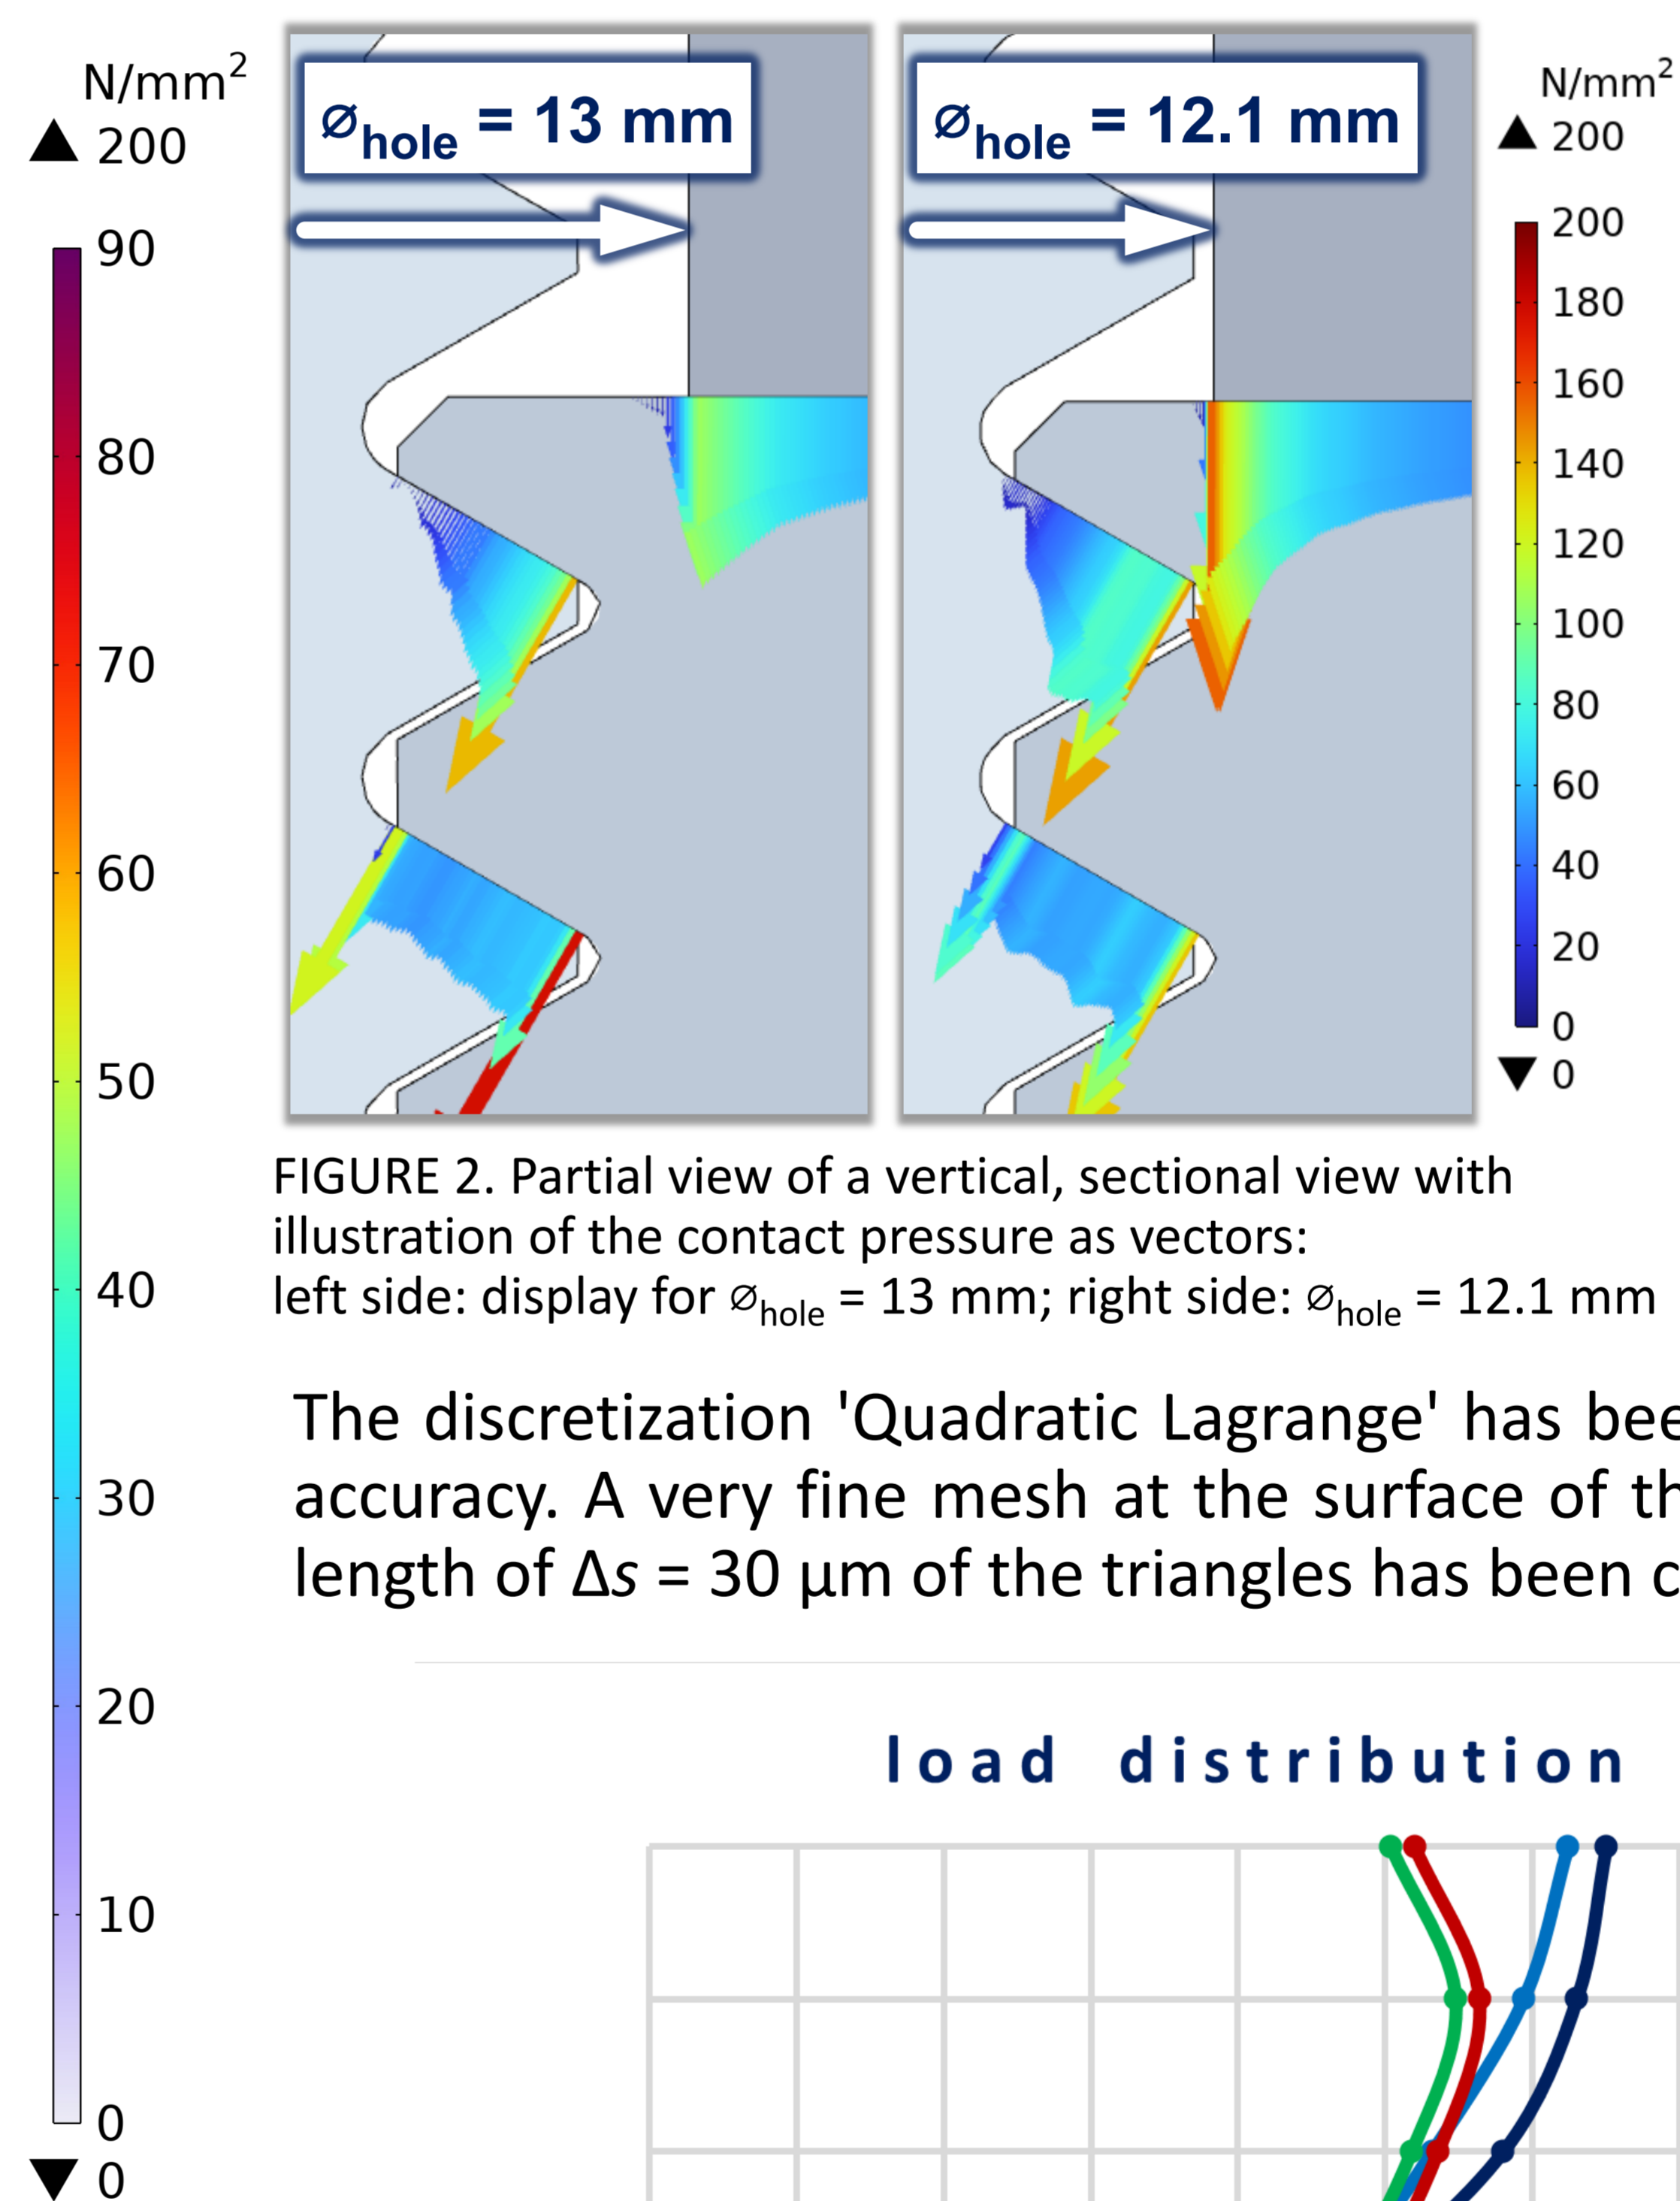 N/mm²
200
90
80
70
60
50
40
30
20
10
0
0
⌀hole = 13 mm
⌀hole = 12.1 mm
N/mm²
200
200
180
160
140
120
100
80
60
40
20
0
0
FIGURE 2. Partial view of a vertical, sectional view with
illustration of the contact pressure as vectors:
left side: display for ⌀hole = 13 mm; right side: ⌀hole = 12.1 mm
The discretization 'Quadratic Lagrange' has bee
accuracy. A very fine mesh at the surface of th
length of Δs = 30 µm of the triangles has been c
load distribution